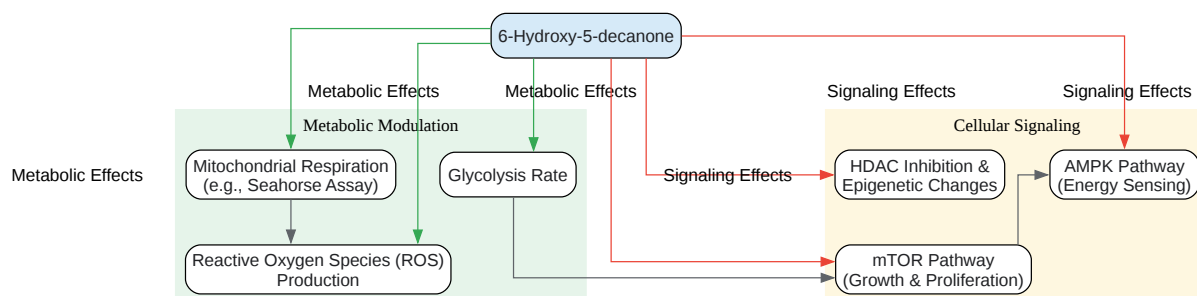 6-Hydroxy-5-decanone
Metabolic Effects
Metabolic Effects
Signaling Effects
Signaling Effects
Metabolic Modulation
Cellular Signaling
Metabolic Effects
Mitochondrial Respiration
(e.g., Seahorse Assay)
Glycolysis Rate
Signaling Effects
HDAC Inhibition &
Epigenetic Changes
AMPK Pathway
(Energy Sensing)
Reactive Oxygen Species (ROS)
Production
mTOR Pathway
(Growth & Proliferation)